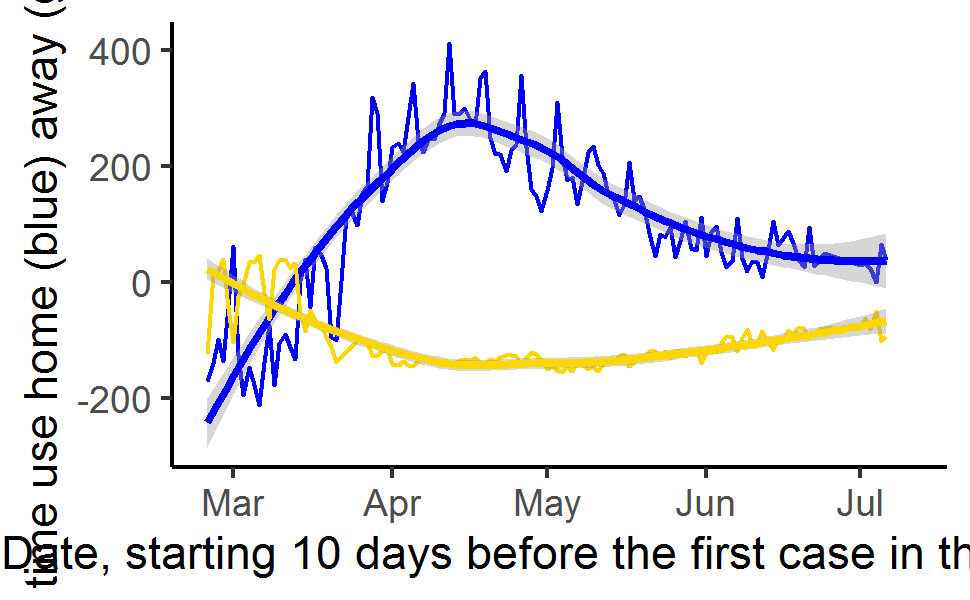 time use home (blue) away (
400
200
0
-200
Mar Apr May Jun Jul
Date, starting 10 days before the first case in th